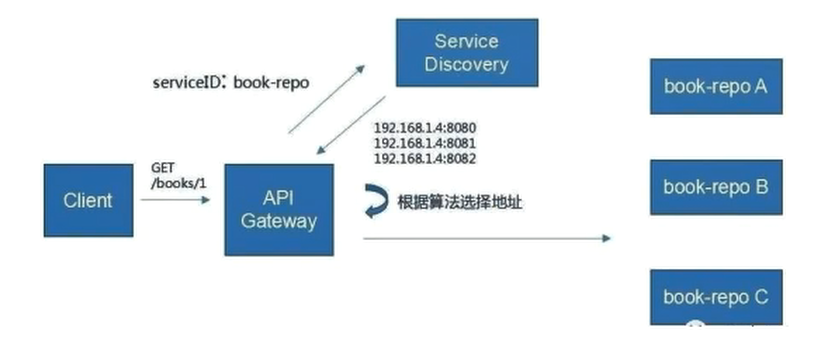 Service
Discovery
serviceID: book-repo
book-repo A
192.168.1.4:8080
192.168.1.4:8081
192.168.1.4:8082
GET
/books/1
Client
API
Gateway
根据算法选择地址
book-repo B
book-repo C